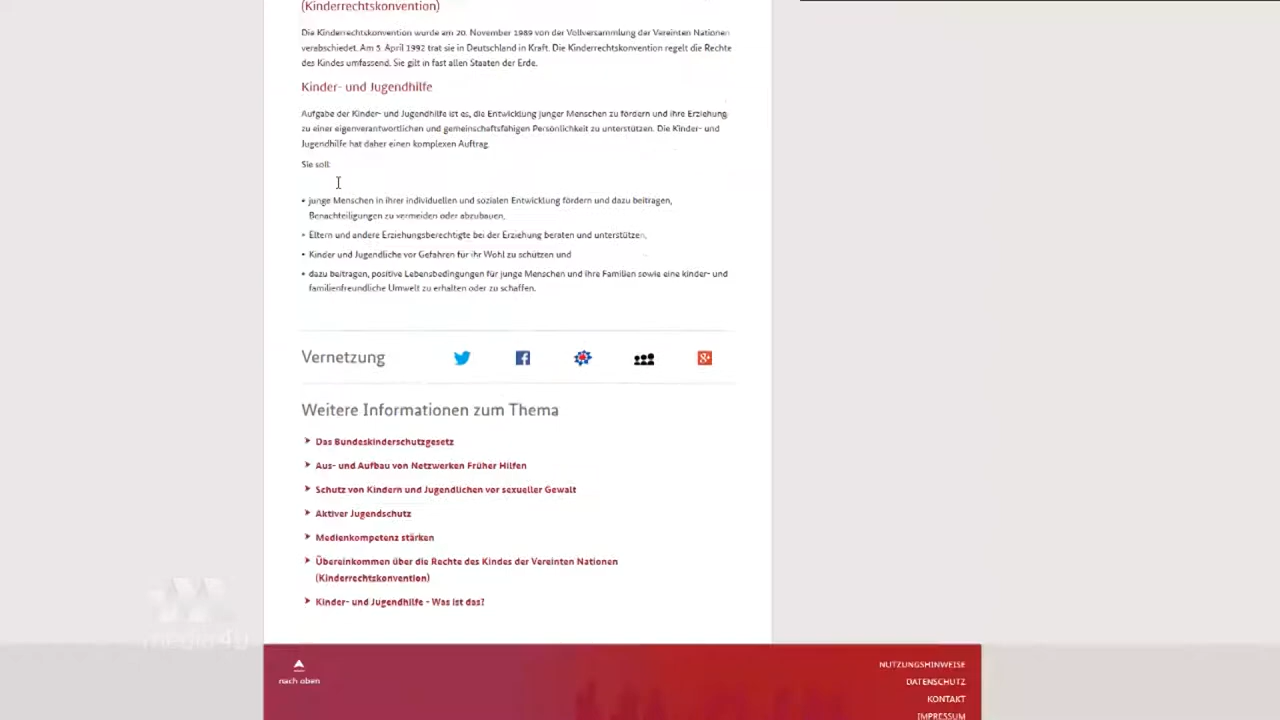 (Kinderrechtskonvention)
Die Kinderrechtskonvention wurde am 20. November 1989 von der Vollversammlung der Vereinten Nationen
verabschiedet. Am 5. April 1992 trat sie in Deutschland in Kraft. Die Kinderrechtskonvention regelt die Rechte
des Kindes umfassend. Sie gilt in fast allen Staaten der Erde.
Kinder- und Jugendhilfe
Aufgabe der Kinder- und Jugendhilfe ist es, die Entwicklung junger Menschen zu fördern und ihre Erziehung
zu einer eigenverantwortlichen und gemeinschaftsfähigen Persönlichkeit zu unterstützen. Die Kinder- und
Jugendhilfe hat daher einen komplexen Auftrag.
Sie soll:
• junge Menschen in ihrer individuellen und sozialen Entwicklung fördern und dazu beitragen,
Benachteiligungen zu vermeiden oder abzubauen,
• Eltern und andere Erziehungsberechtigte bei der Erziehung beraten und unterstützen,
• Kinder und Jugendliche vor Gefahren für ihr Wohl zu schützen und
• dazu beitragen, positive Lebensbedingungen für junge Menschen und ihre Familien sowie eine kinder- und
familienfreundliche Umwelt zu erhalten oder zu schaffen.
Vernetzung
Weitere Informationen zum Thema
Das Bundeskinderschutzgesetz
Aus- und Aufbau von Netzwerken Früher Hilfen
Schutz von Kindern und Jugendlichen vor sexueller Gewalt
Aktiver Jugendschutz
Medienkompetenz stärken
Übereinkommen über die Rechte des Kindes der Vereinten Nationen
(Kinderrechtskonvention)
Kinder- und Jugendhilfe - Was ist das?
nach oben
NUTZUNGSHINWEISE
DATENSCHUTZ
KONTAKT
IMPRESSUM